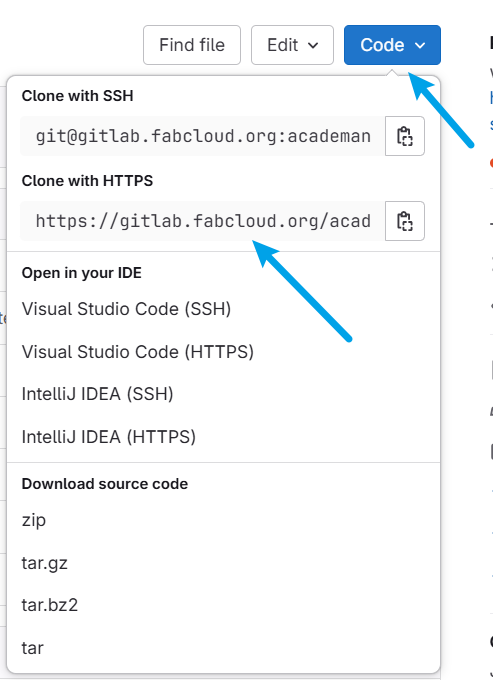 Find file
Edit
Code
Clone with SSH
git@gitlab.fabcloud.org:academan
Clone with HTTPS
https://gitlab.fabcloud.org/acad
Open in your IDE
Visual Studio Code (SSH)
Visual Studio Code (HTTPS)
IntelliJ IDEA (SSH)
IntelliJ IDEA (HTTPS)
Download source code
zip
tar.gz
tar.bz2
tar